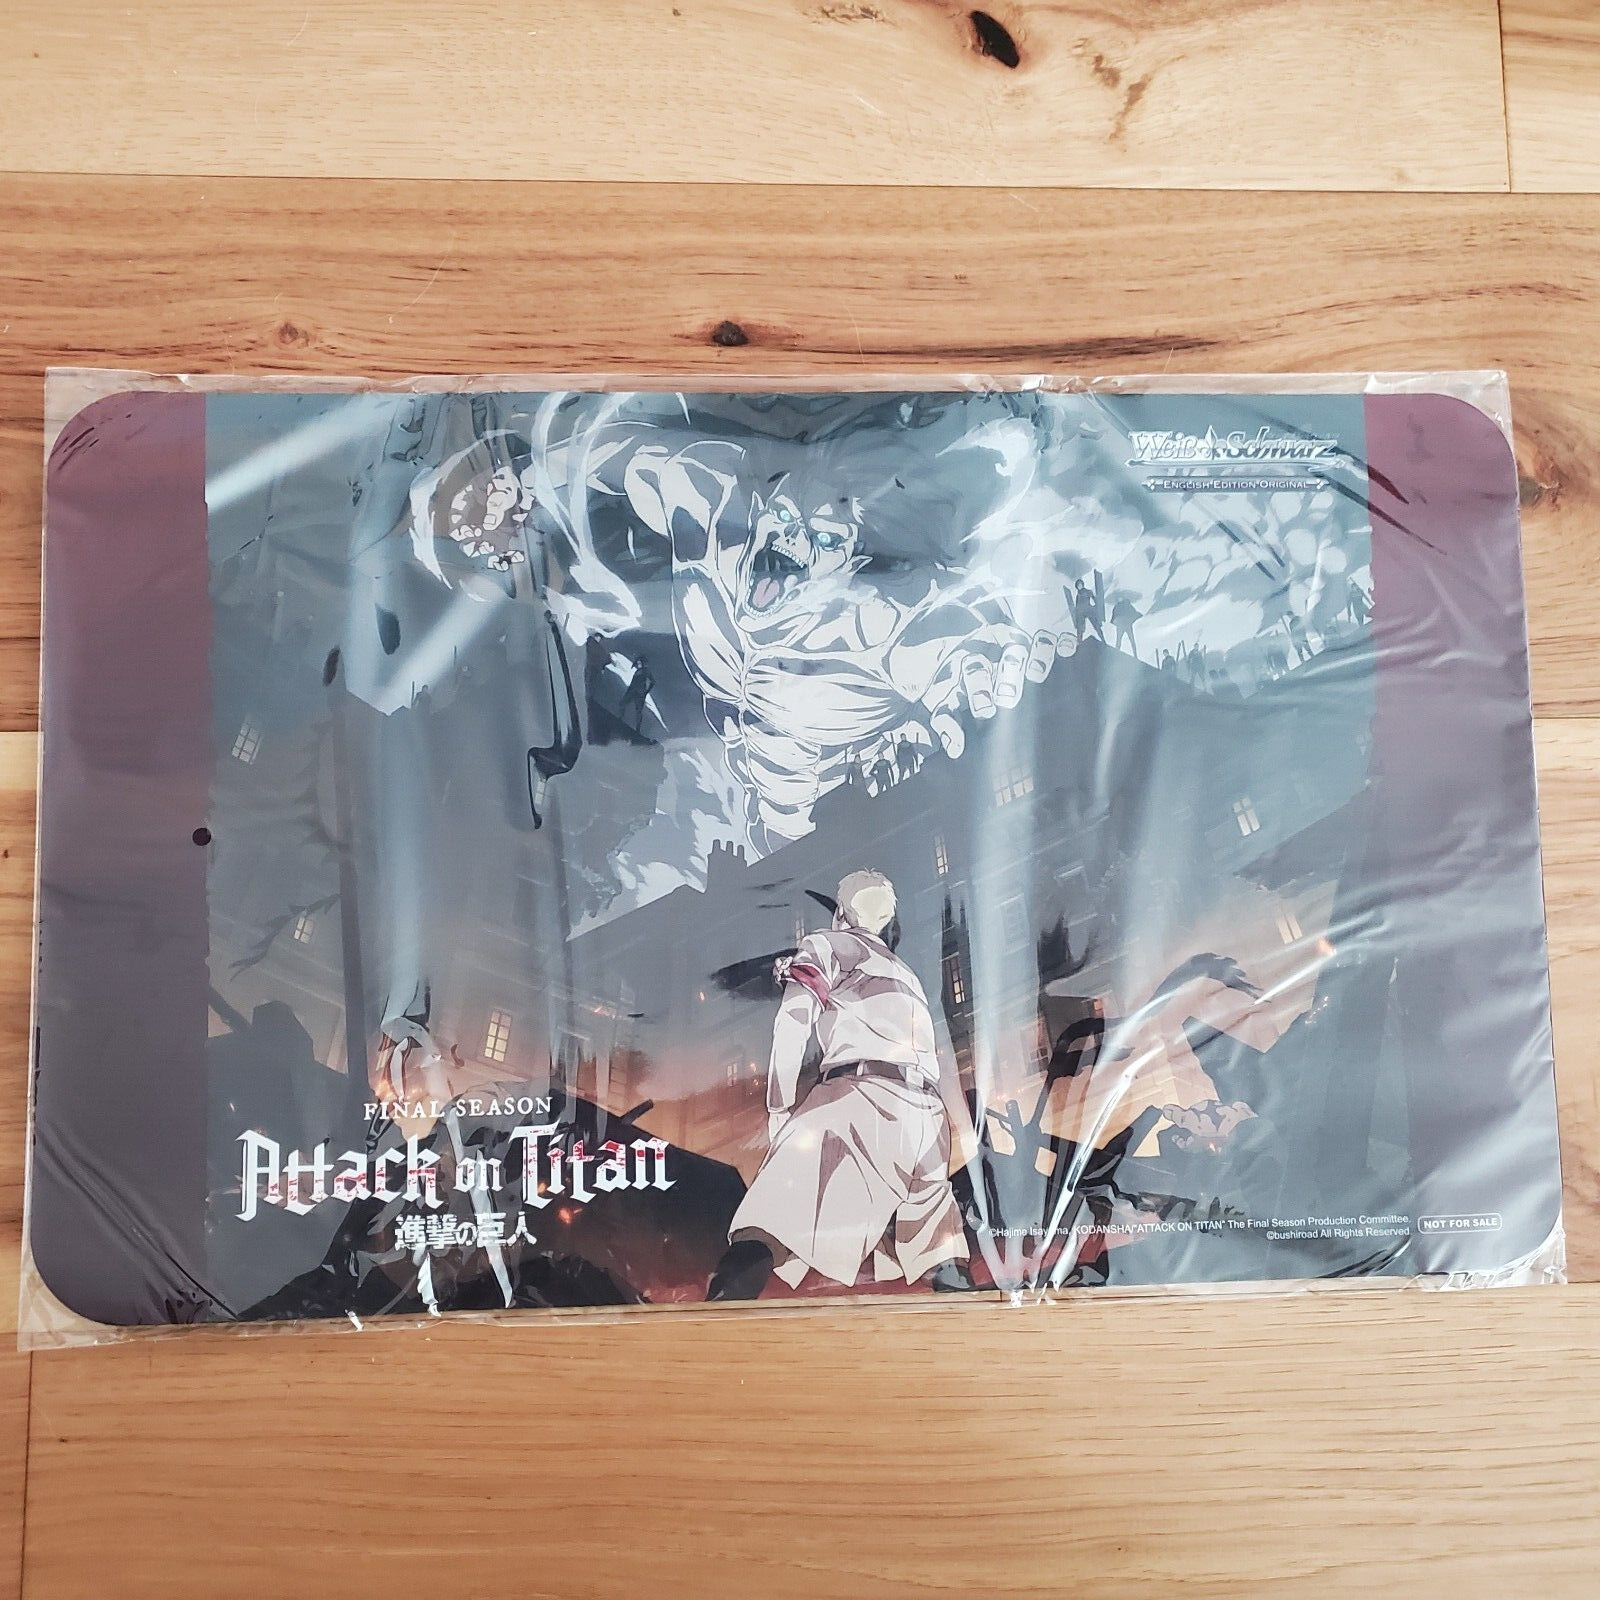 Weiß Schwarz
ENGLISH EDITION ORIGINAL
FINAL SEASON
Attack on Titan
進撃の巨人
©Hajime Isayama, KODANSHA/"ATTACK ON TITAN" The Final Season Production Committee.
©bushiroad All Rights Reserved.
NOT FOR SALE